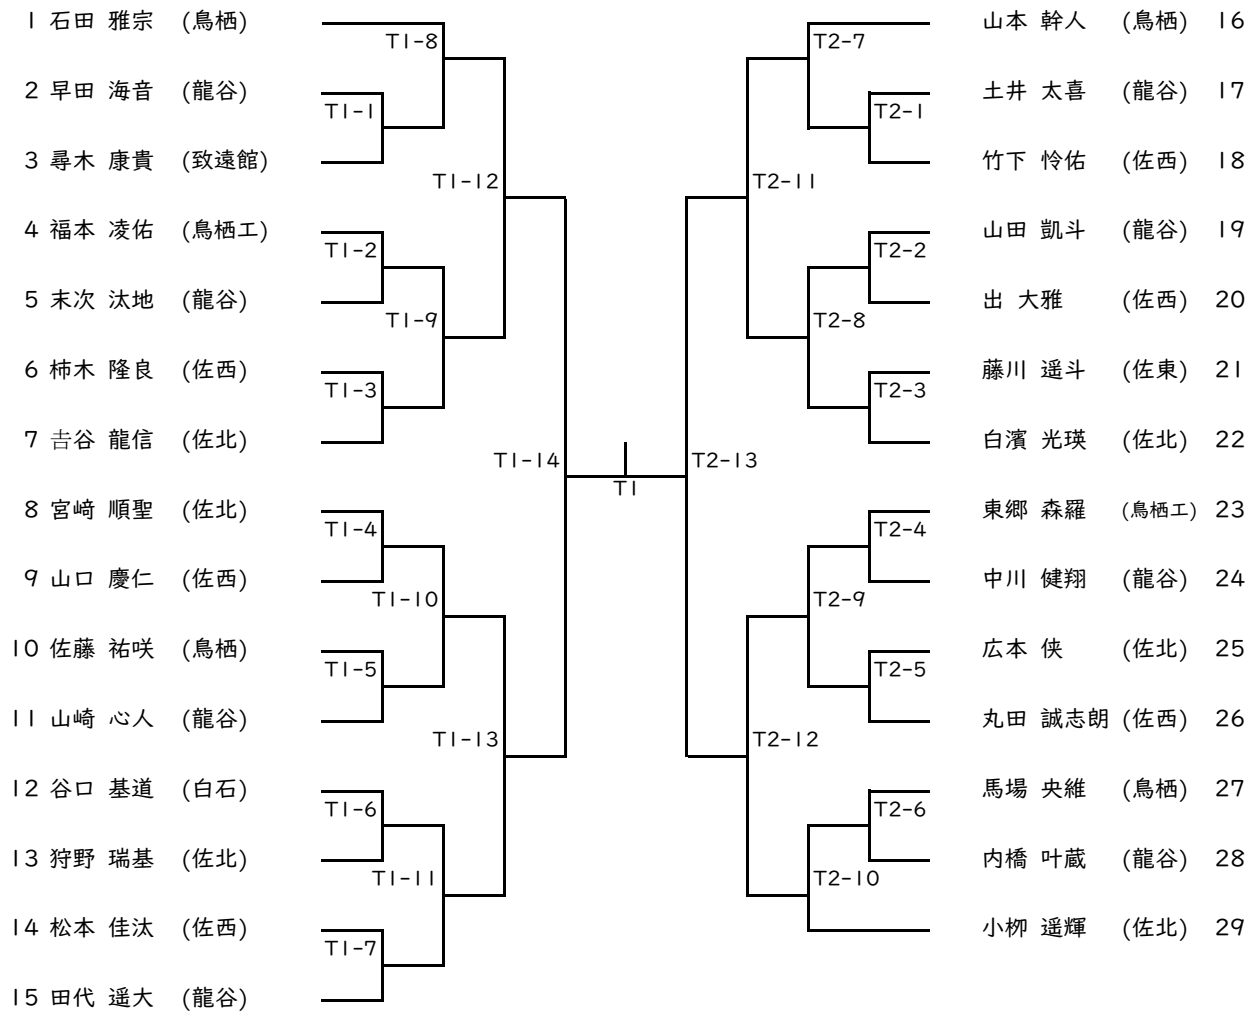 1 石田 雅宗 (鳥栖)
T1-8
2 早田 海音 (龍谷)
T1-1
3 尋木 康貴 (致遠館)
T1-12
4 福本 凌佑 (鳥栖工)
T1-2
5 末次 汰地 (龍谷)
T1-9
6 柿木 隆良 (佐西)
T1-3
7 𠮷谷 龍信 (佐北)
T1-14
8 宮﨑 順聖 (佐北)
T1-4
9 山口 慶仁 (佐西)
T1-10
10 佐藤 祐咲 (鳥栖)
T1-5
11 山崎 心人 (龍谷)
T1-13
12 谷口 基道 (白石)
T1-6
13 狩野 瑞基 (佐北)
T1-11
14 松本 佳汰 (佐西)
T1-7
15 田代 遥大 (龍谷)
T1
山本 幹人 (鳥栖) 16
T2-7
土井 太喜 (龍谷) 17
T2-1
竹下 怜佑 (佐西) 18
T2-11
山田 凱斗 (龍谷) 19
T2-2
出 大雅 (佐西) 20
T2-8
藤川 遥斗 (佐東) 21
T2-3
白濱 光瑛 (佐北) 22
T2-13
東郷 森羅 (鳥栖工) 23
T2-4
中川 健翔 (龍谷) 24
T2-9
広本 侠 (佐北) 25
T2-5
丸田 誠志朗 (佐西) 26
T2-12
馬場 央維 (鳥栖) 27
T2-6
内橋 叶蔵 (龍谷) 28
T2-10
小栁 遥輝 (佐北) 29